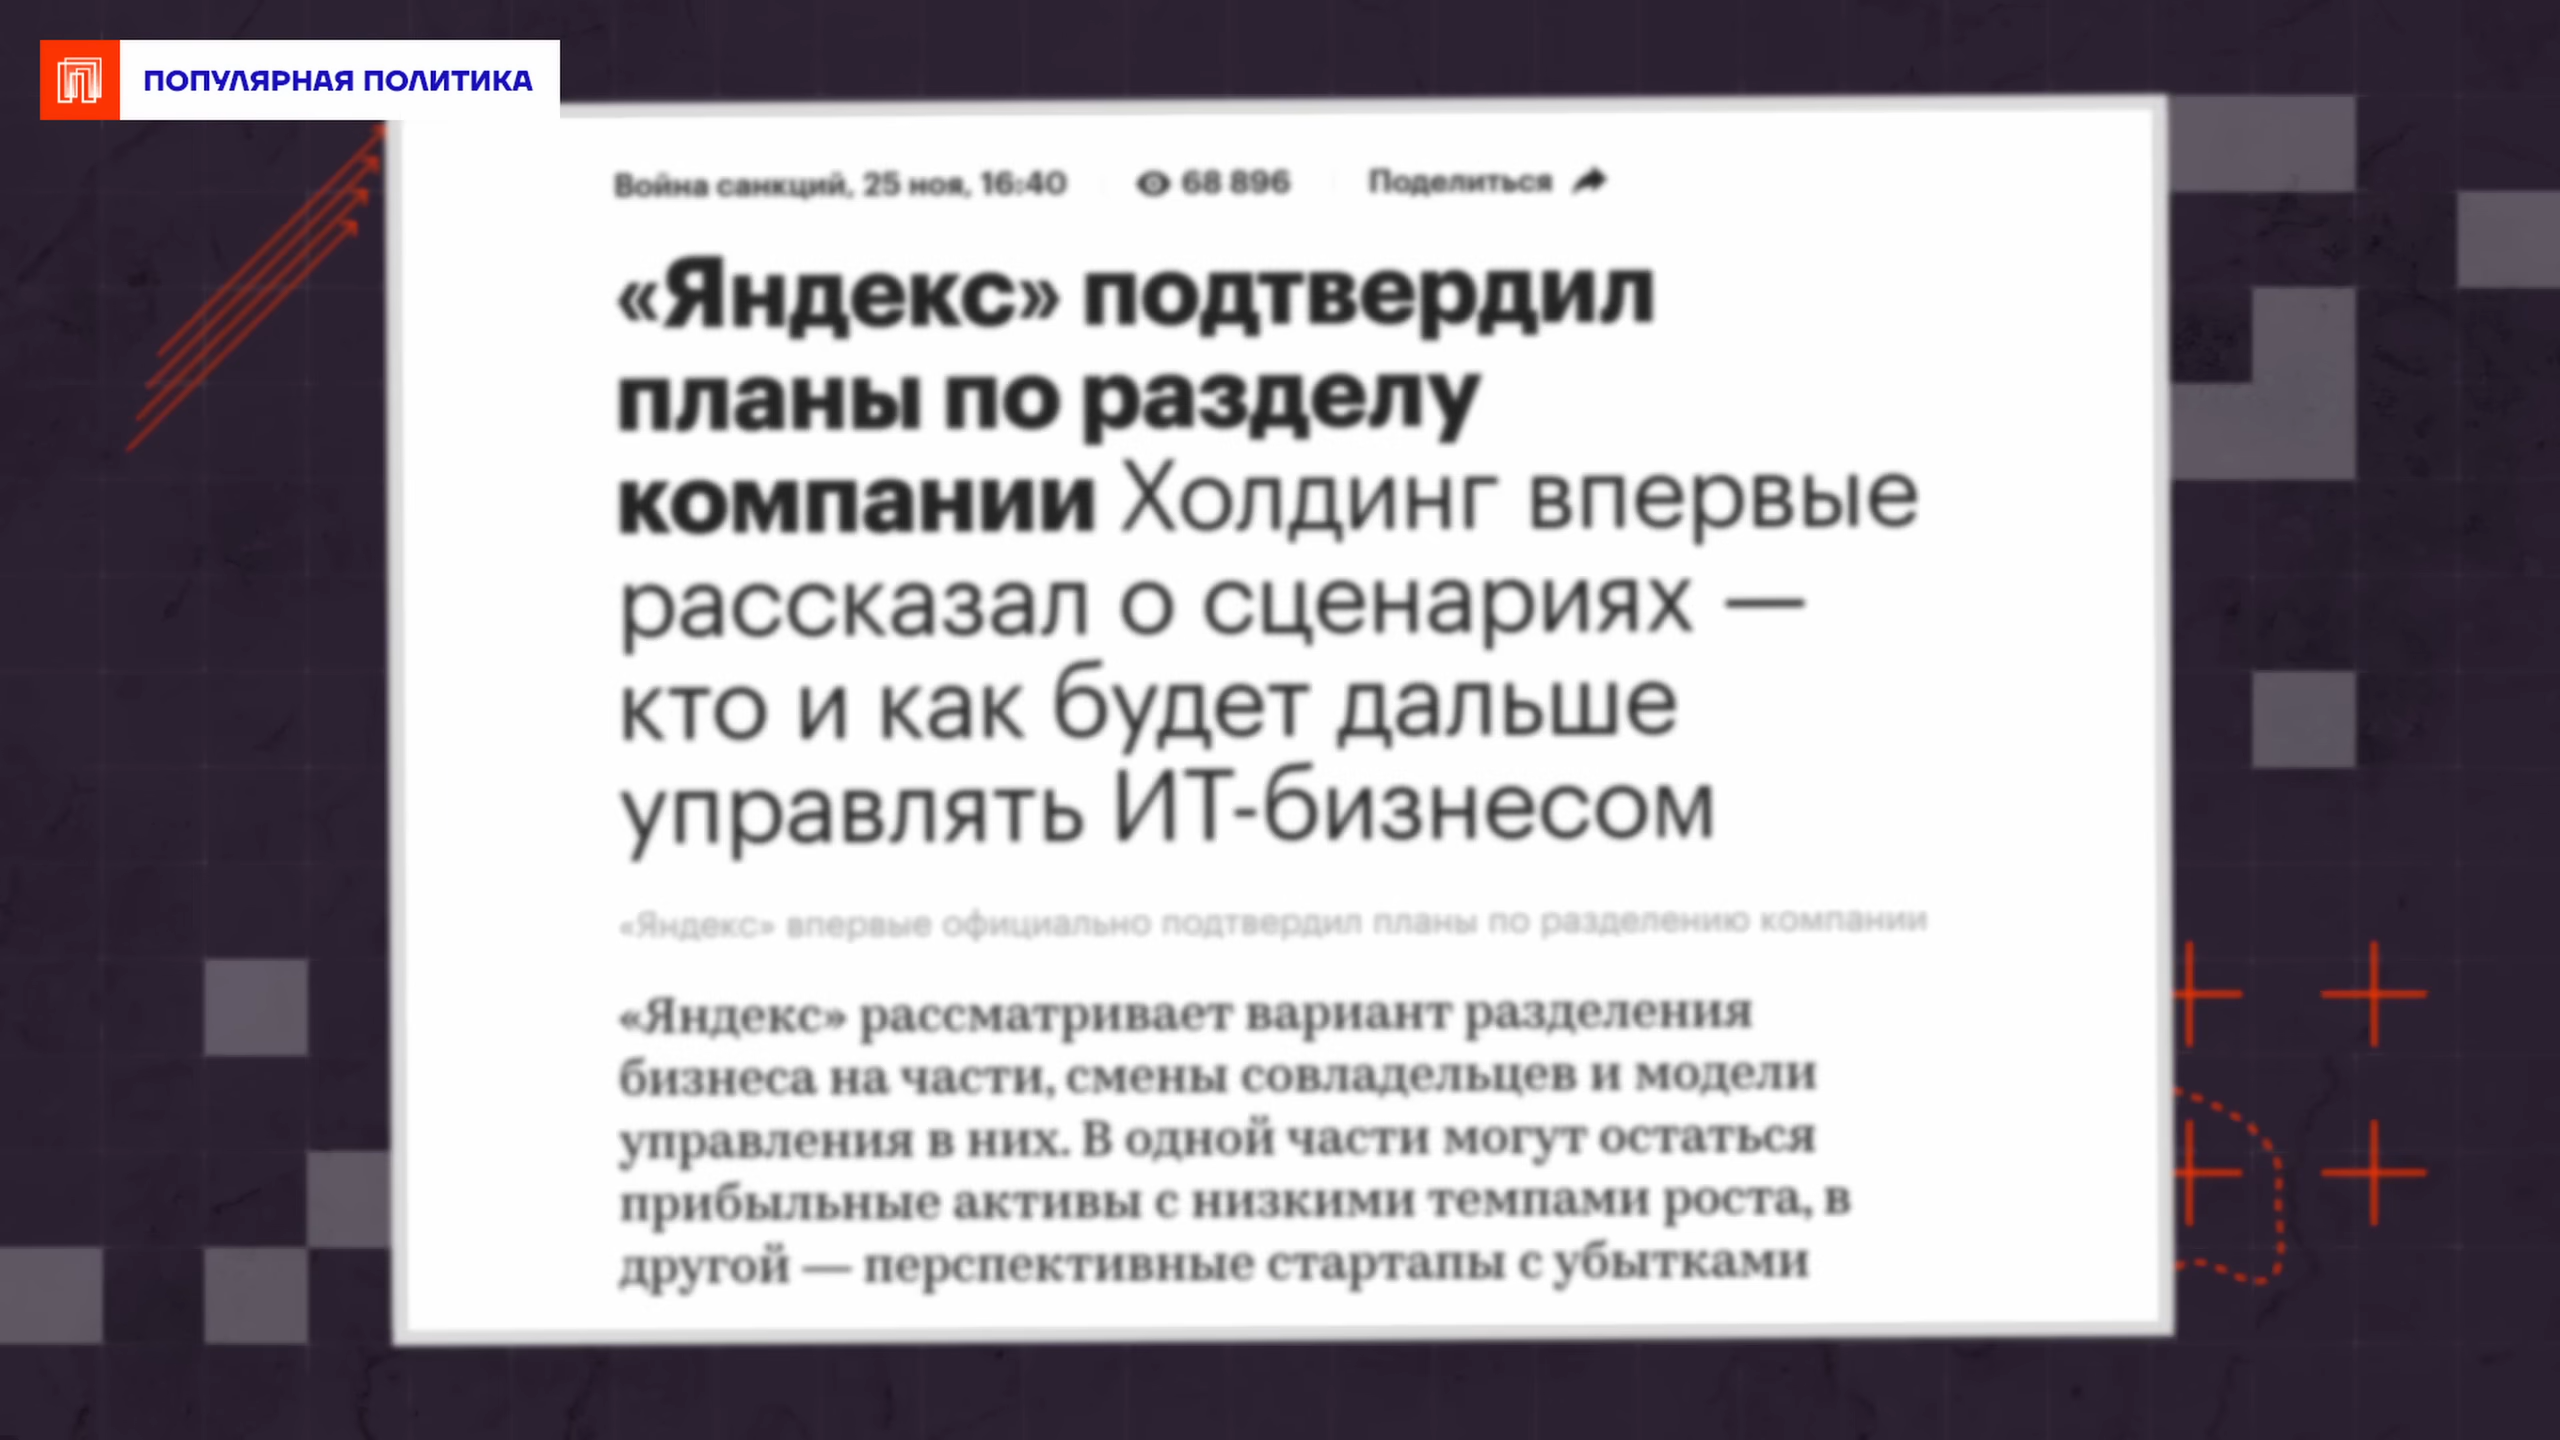 ПОПУЛЯРНАЯ ПОЛИТИКА
Война санкций, 25 ноя, 16:40 68 896 Поделиться
«Яндекс» подтвердил
планы по разделу
компании Холдинг впервые
рассказал о сценариях —
кто и как будет дальше
управлять ИТ-бизнесом
«Яндекс» впервые официально подтвердил планы по разделению компании
«Яндекс» рассматривает вариант разделения
бизнеса на части, смены совладельцев и модели
управления в них. В одной части могут остаться
прибыльные активы с низкими темпами роста, в
другой — перспективные стартапы с убытками